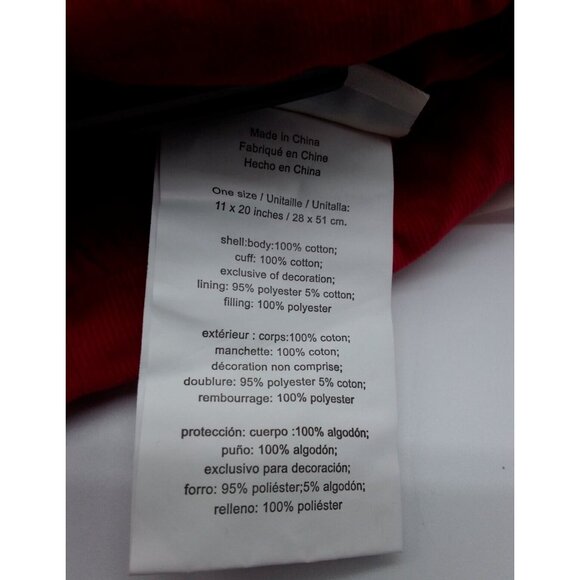 Made in China
Fabriqué en Chine
Hecho en China
One size / Unitaille / Unitalla:
11 x 20 inches / 28 x 51 cm.
shell:body:100% cotton;
cuff: 100% cotton;
exclusive of decoration;
lining: 95% polyester 5% cotton;
filling: 100% polyester
extérieur : corps:100% coton;
manchette: 100% coton;
décoration non comprise;
doublure: 95% polyester 5% coton;
rembourrage: 100% polyester
protección: cuerpo :100% algodón;
puño: 100% algodón;
exclusivo para decoración;
forro: 95% poliéster;5% algodón;
relleno: 100% poliéster